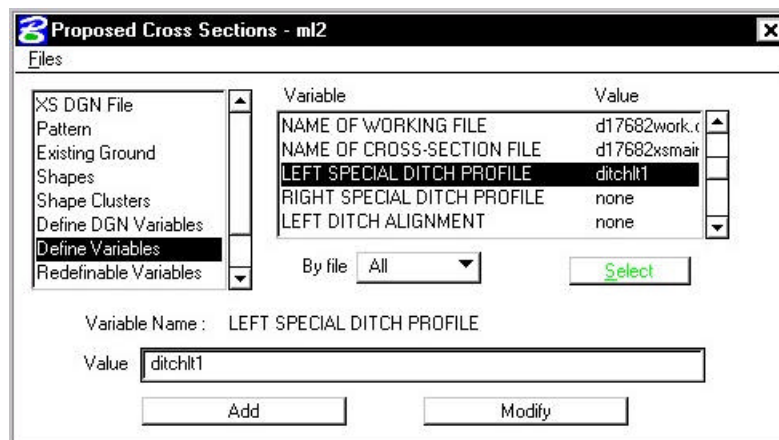 Proposed Cross Sections - ml2
Files
XS DGN File
Pattern
Existing Ground
Shapes
Shape Clusters
Define DGN Variables
Define Variables
Redefinable Variables
Variable Value
NAME OF WORKING FILE d17682work.c
NAME OF CROSS-SECTION FILE d17682xsmain
LEFT SPECIAL DITCH PROFILE ditchlt1
RIGHT SPECIAL DITCH PROFILE none
LEFT DITCH ALIGNMENT none
By file All
Select
Variable Name : LEFT SPECIAL DITCH PROFILE
Value ditchlt1
Add Modify